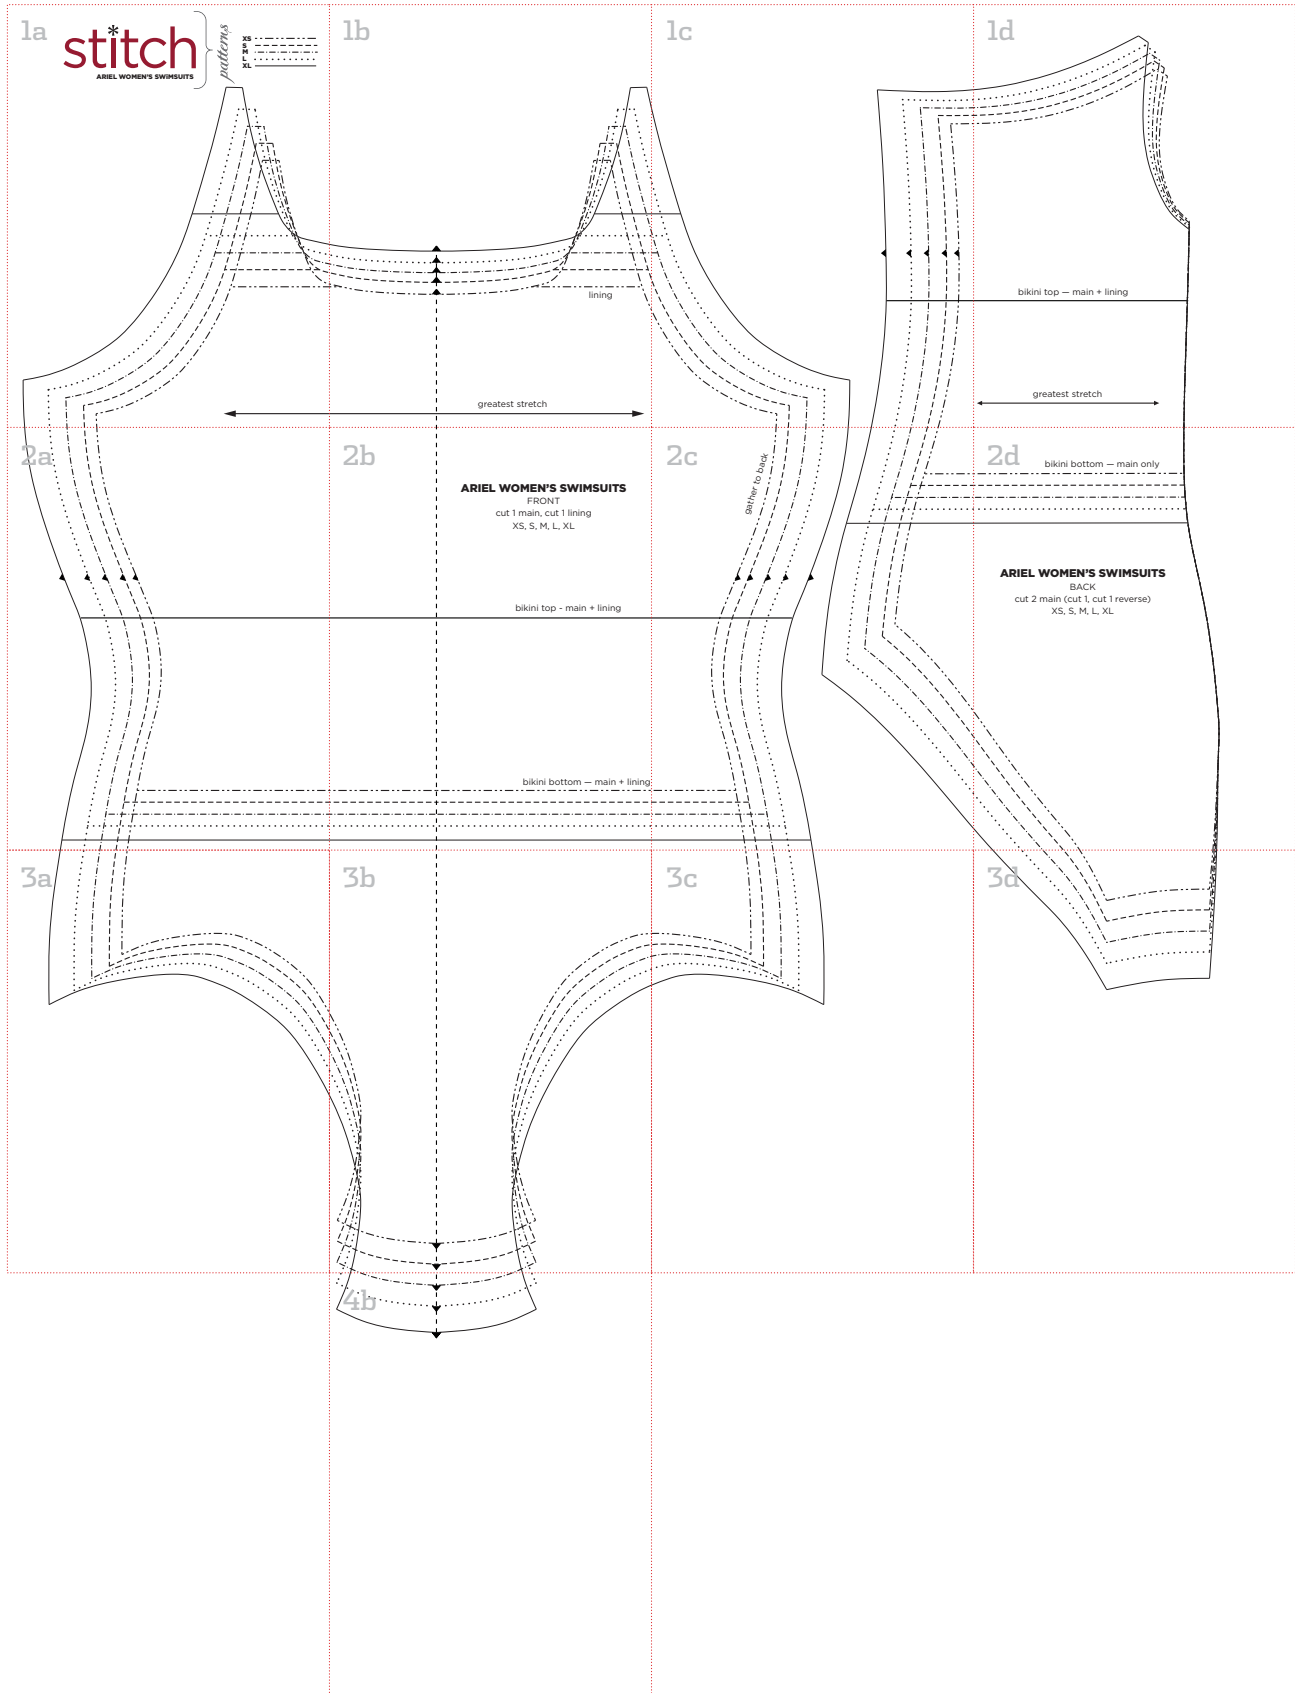 1a
1b
1c
1d
stitch
patterns
ARIEL WOMEN'S SWIMSUITS
XS
S
M
L
XL
lining
bikini top — main + lining
greatest stretch
greatest stretch
2a
2b
2c
2d
bikini bottom — main only
gather to back
ARIEL WOMEN'S SWIMSUITS
FRONT
cut 1 main, cut 1 lining
XS, S, M, L, XL
ARIEL WOMEN'S SWIMSUITS
BACK
cut 2 main (cut 1, cut 1 reverse)
XS, S, M, L, XL
bikini top - main + lining
bikini bottom — main + lining
3a
3b
3c
3d
4b